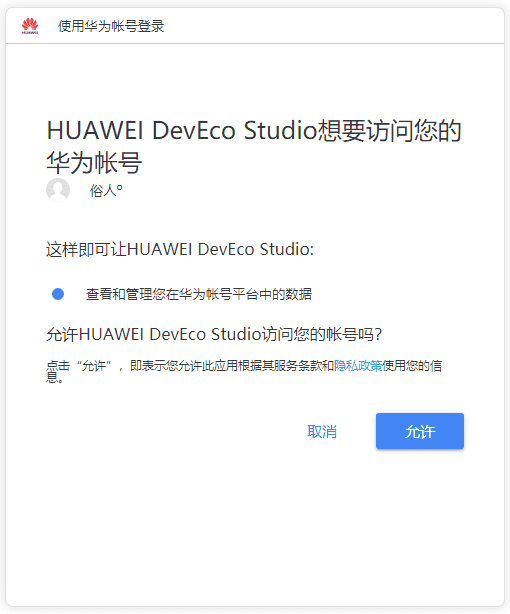 HUAWEI
使用华为帐号登录
HUAWEI DevEco Studio想要访问您的
华为帐号
俗人°
这样即可让HUAWEI DevEco Studio:
查看和管理您在华为帐号平台中的数据
允许HUAWEI DevEco Studio访问您的帐号吗?
点击“允许”，即表示您允许此应用根据其服务条款和隐私政策使用您的信
息。
取消
允许